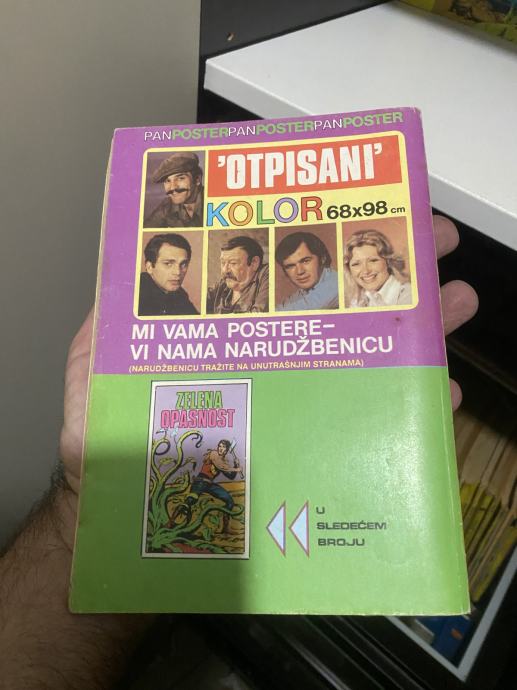 PANPOSTERPANPOSTERPANPOSTER
'OTPISANI'
KOLOR 68x98 cm
MI VAMA POSTERE–
VI NAMA NARUDŽBENICU
(NARUDŽBENICU TRAŽITE NA UNUTRAŠNJIM STRANAMA)
ZELENA
OPASNOST
U
SLEDEĆEM
BROJU